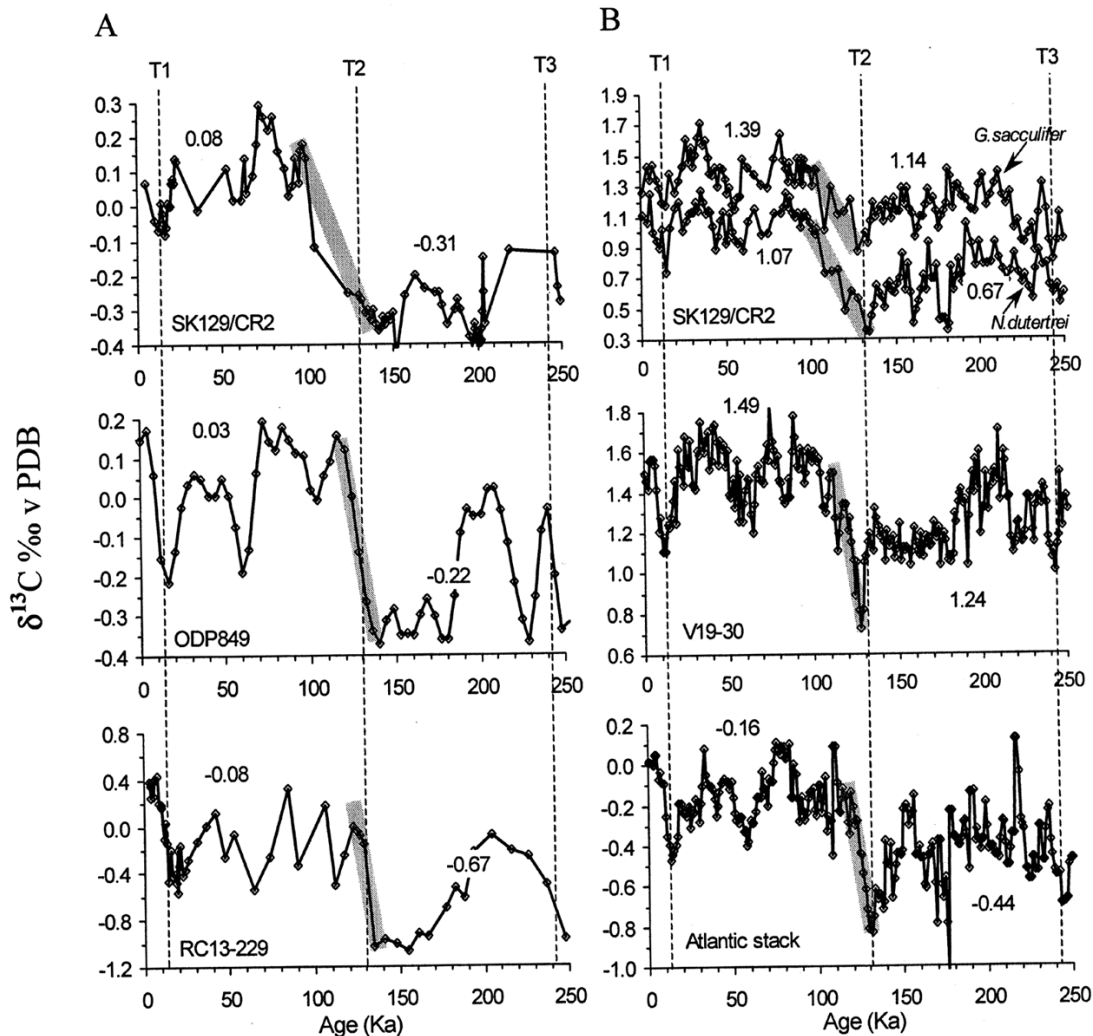 A
B
T1 T2 T3
T1 T2 T3
δ13C ‰ v PDB
0.3
0.2
0.1
0.0
-0.1
-0.2
-0.3
-0.4
0.08
-0.31
SK129/CR2
0 50 100 150 200 250
0.2
0.1
0.0
-0.1
-0.2
-0.3
-0.4
0.03
-0.22
ODP849
0 50 100 150 200 250
0.8
0.4
0.0
-0.4
-0.8
-1.2
-0.08
-0.67
RC13-229
0 50 100 150 200 250
Age (Ka)
1.9
1.7
1.5
1.3
1.1
0.9
0.7
0.5
0.3
1.39
1.14
G.sacculifer
1.07
0.67
N.dutertrei
SK129/CR2
0 50 100 150 200 250
1.8
1.6
1.4
1.2
1.0
0.8
0.6
1.49
1.24
V19-30
0 50 100 150 200 250
0.2
0.0
-0.2
-0.4
-0.6
-0.8
-1.0
-0.16
-0.44
Atlantic stack
0 50 100 150 200 250
Age (Ka)